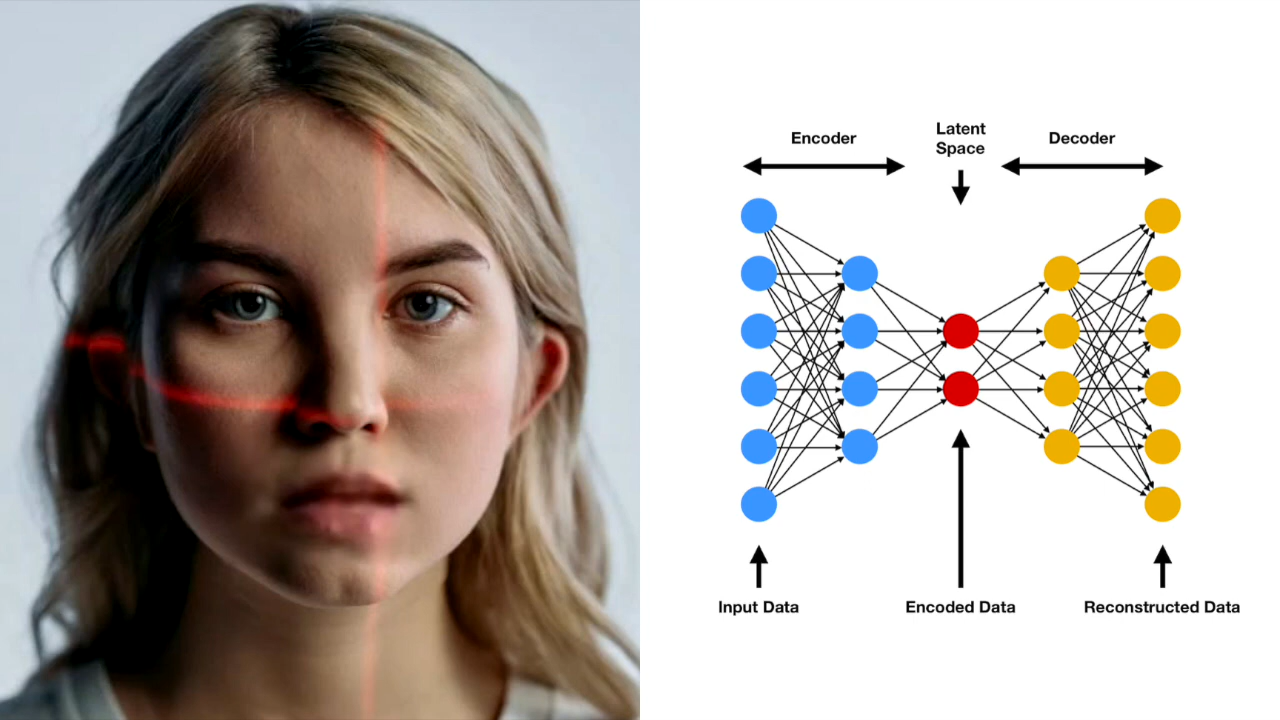 Encoder
Latent
Space
Decoder
Input Data
Encoded Data
Reconstructed Data